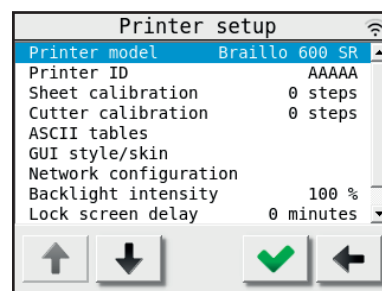 Printer setup
Printer model Braillo 600 SR
Printer ID AAAAA
Sheet calibration 0 steps
Cutter calibration 0 steps
ASCII tables
GUI style/skin
Network configuration
Backlight intensity 100 %
Lock screen delay 0 minutes